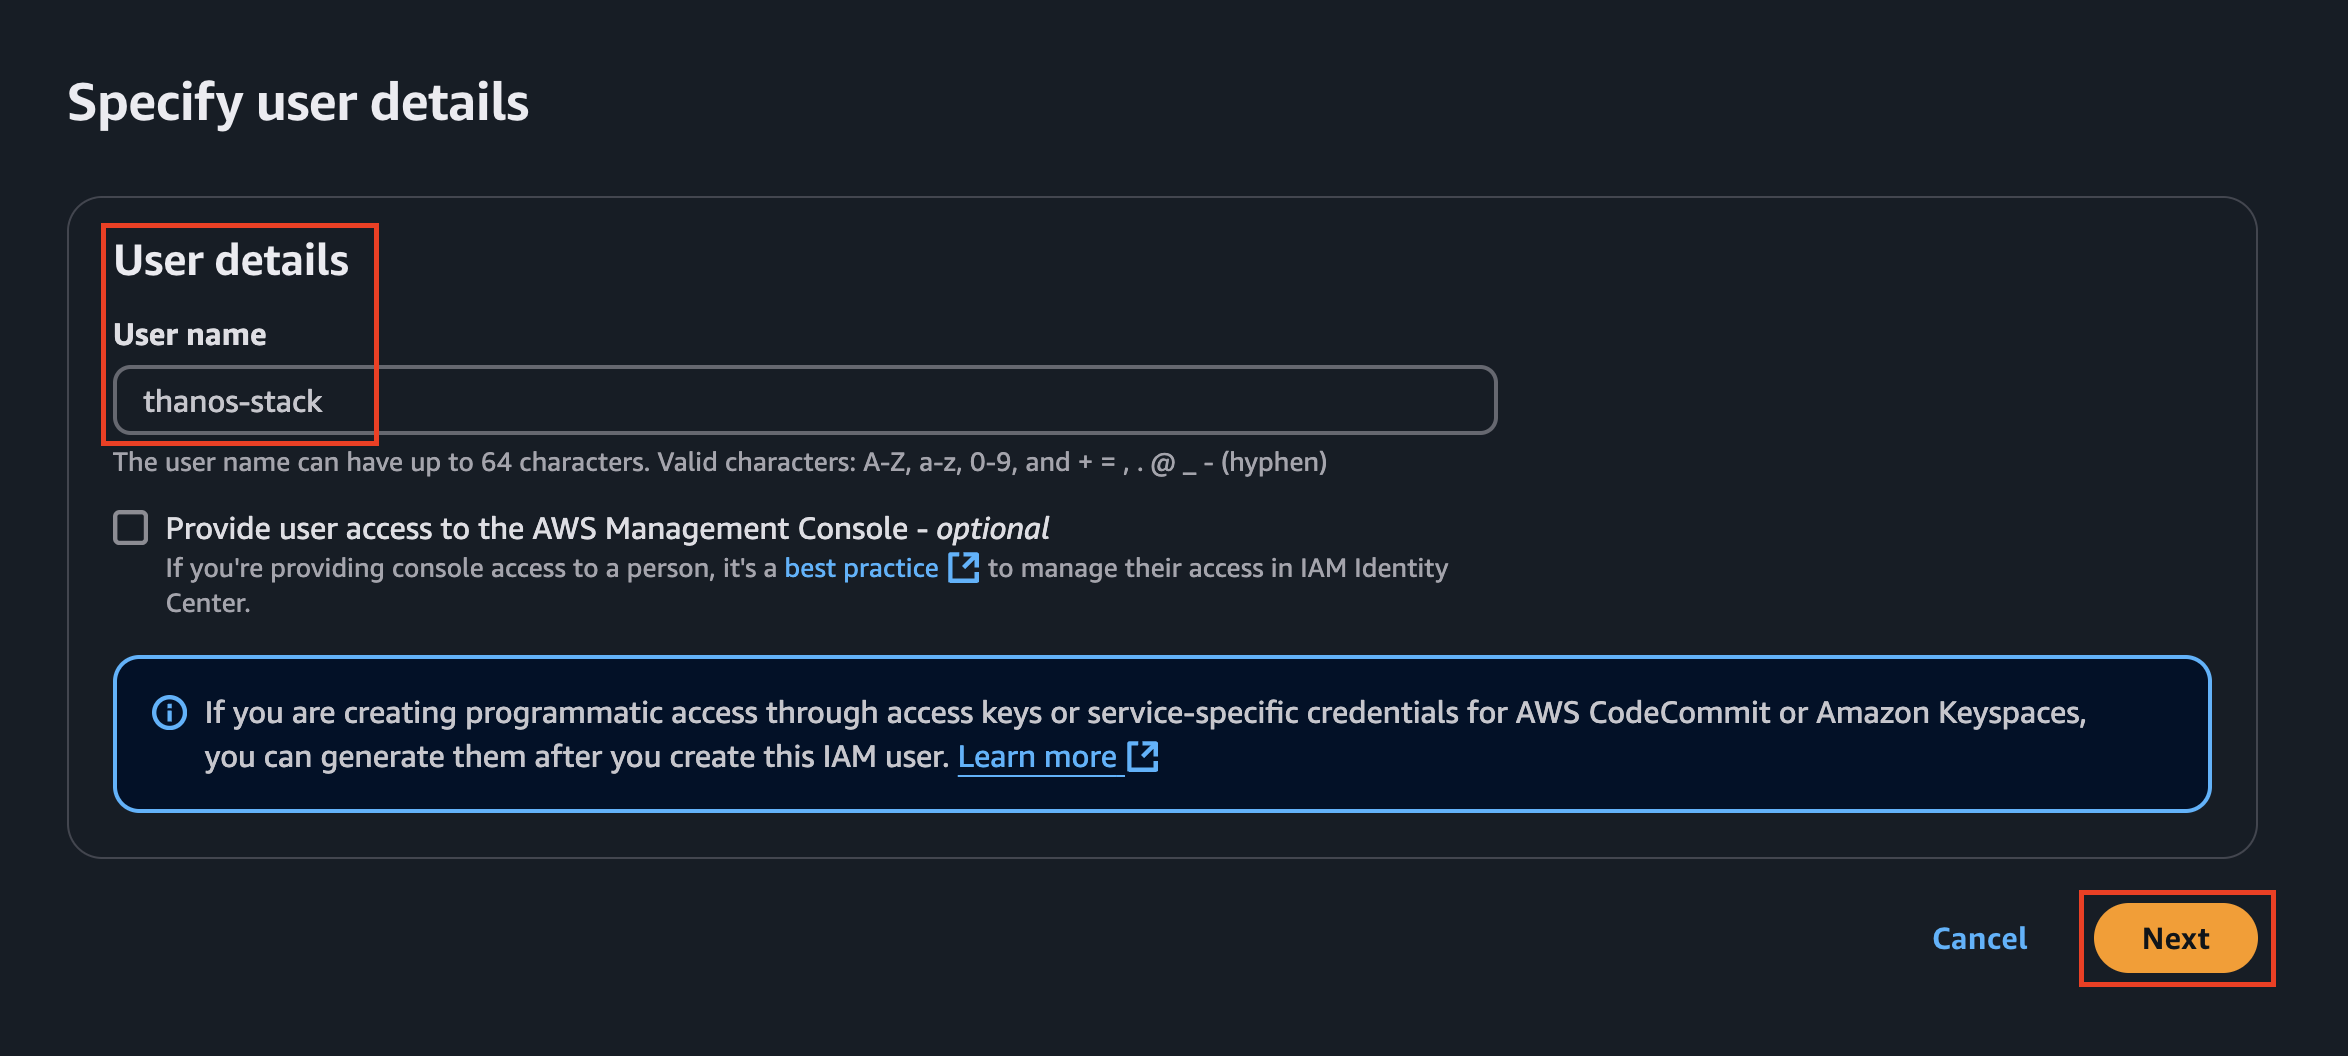 Specify user details
User details
User name
thanos-stack
The user name can have up to 64 characters. Valid characters: A-Z, a-z, 0-9, and + = , . @ _ - (hyphen)
Provide user access to the AWS Management Console - optional
If you're providing console access to a person, it's a best practice to manage their access in IAM Identity
Center.
If you are creating programmatic access through access keys or service-specific credentials for AWS CodeCommit or Amazon Keyspaces,
you can generate them after you create this IAM user. Learn more
Cancel
Next